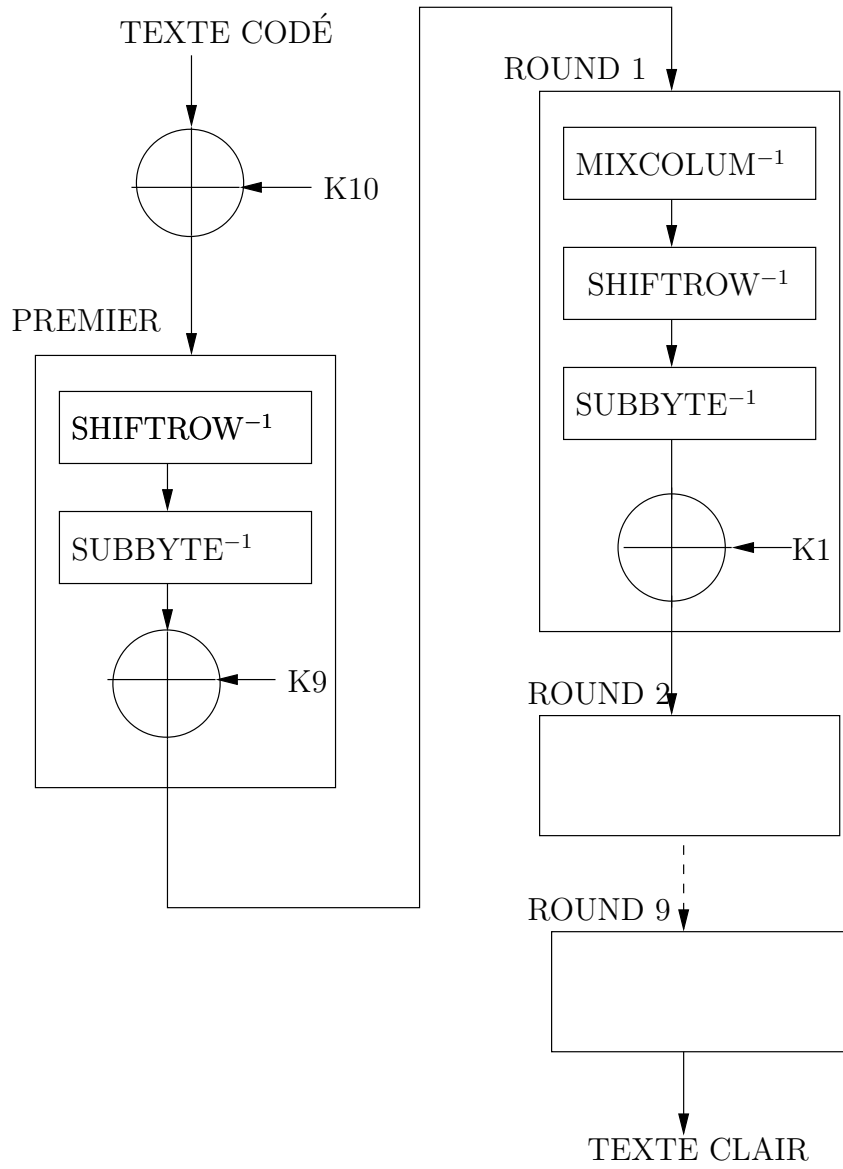 TEXTE CODÉ
K10
PREMIER
SHIFTROW⁻¹
SUBBYTE⁻¹
K9
ROUND 1
MIXCOLUM⁻¹
SHIFTROW⁻¹
SUBBYTE⁻¹
K1
ROUND 2
ROUND 9
TEXTE CLAIR